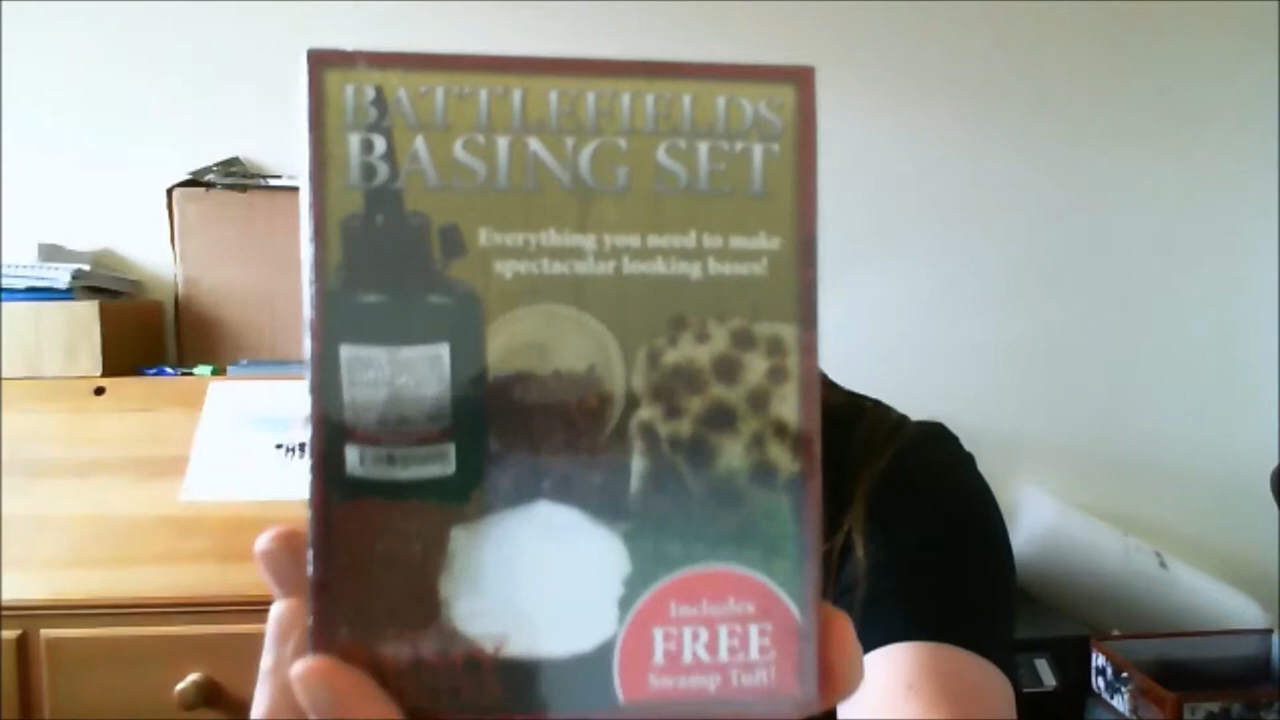 BATTLEFIELDS
BASING SET
Everything you need to make
spectacular looking bases!
Includes
FREE
Swamp Tuft!